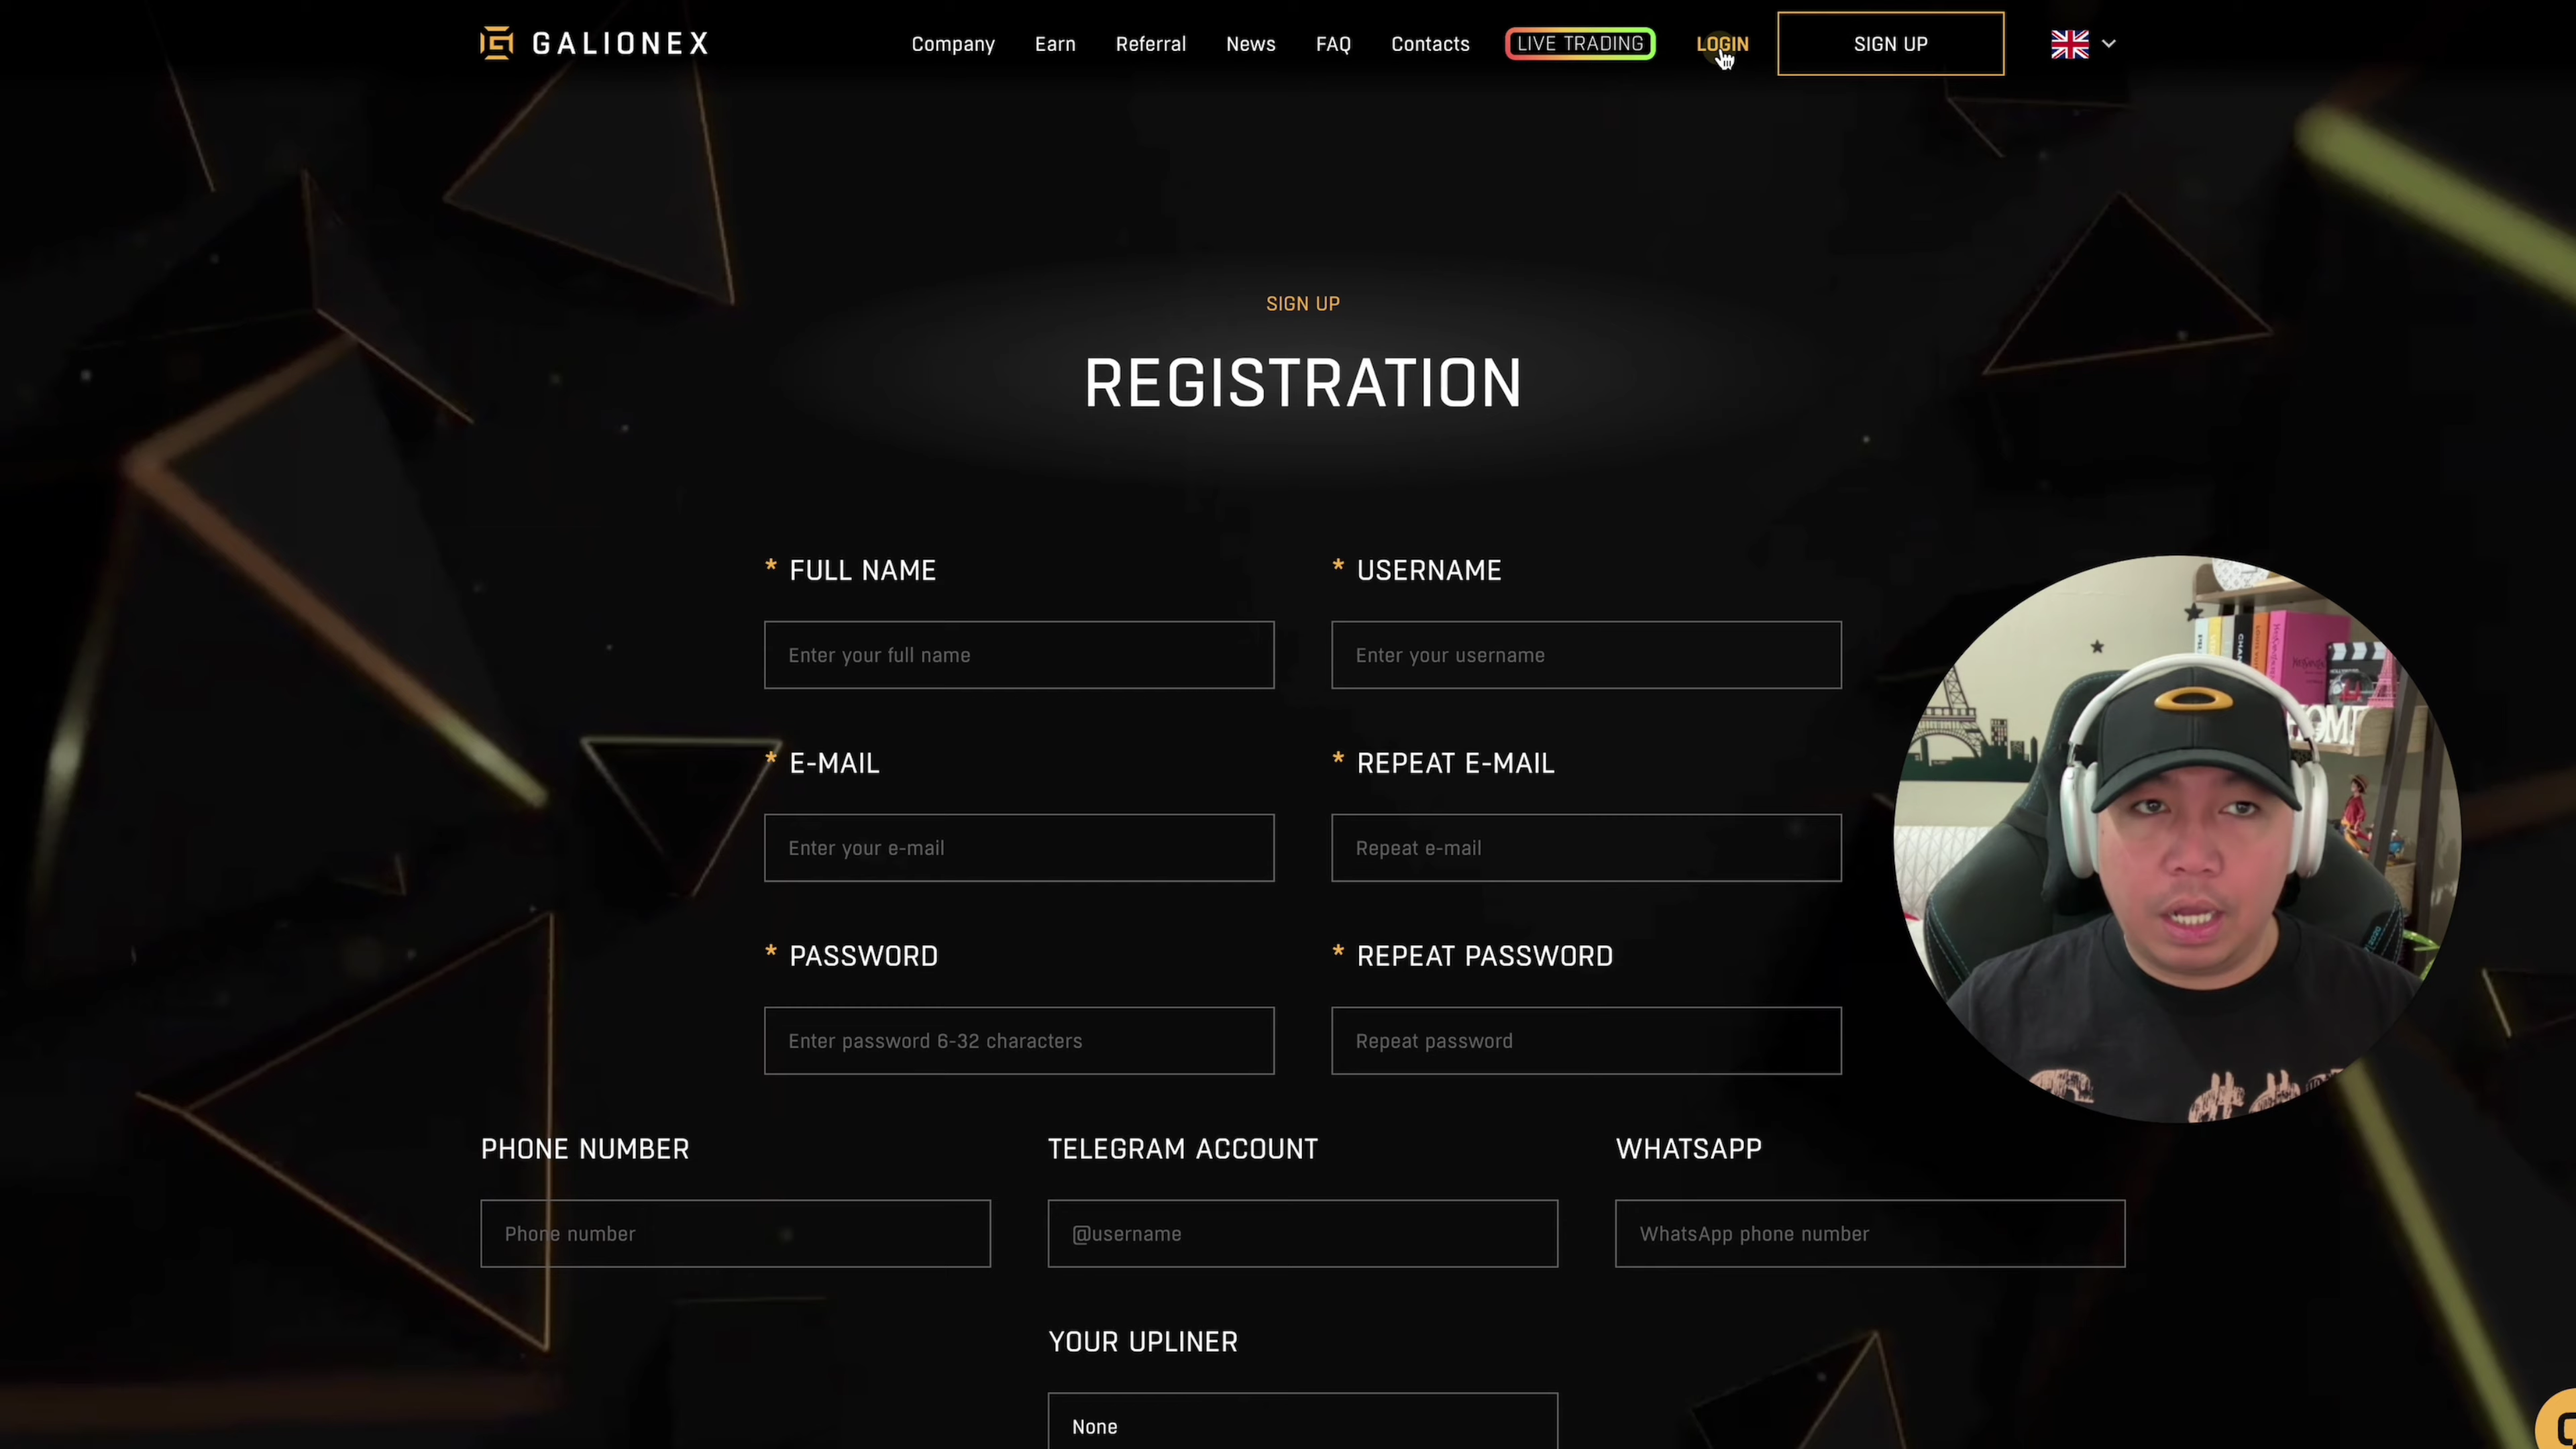 GALIONEX
Company Earn Referral News FAQ Contacts LIVE TRADING LOGIN SIGN UP
SIGN UP
REGISTRATION
* FULL NAME * USERNAME
Enter your full name Enter your username
* E-MAIL * REPEAT E-MAIL
Enter your e-mail Repeat e-mail
* PASSWORD * REPEAT PASSWORD
Enter password 6-32 characters Repeat password
PHONE NUMBER TELEGRAM ACCOUNT WHATSAPP
Phone number @username WhatsApp phone number
YOUR UPLINER
None